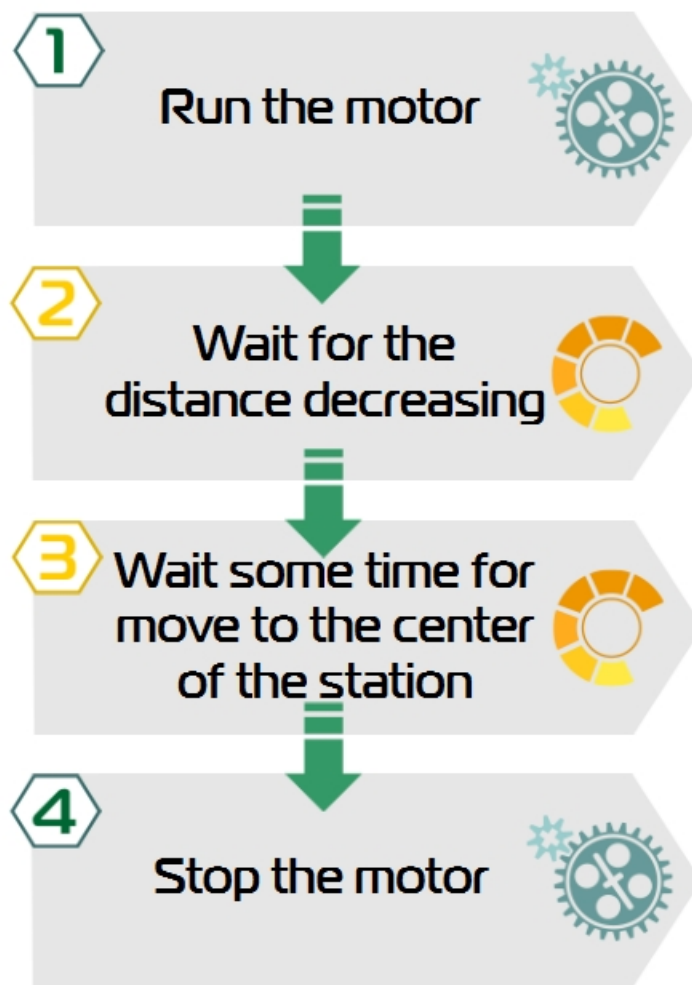 1
Run the motor
2
Wait for the
distance decreasing
3
Wait some time for
move to the center
of the station
4
Stop the motor